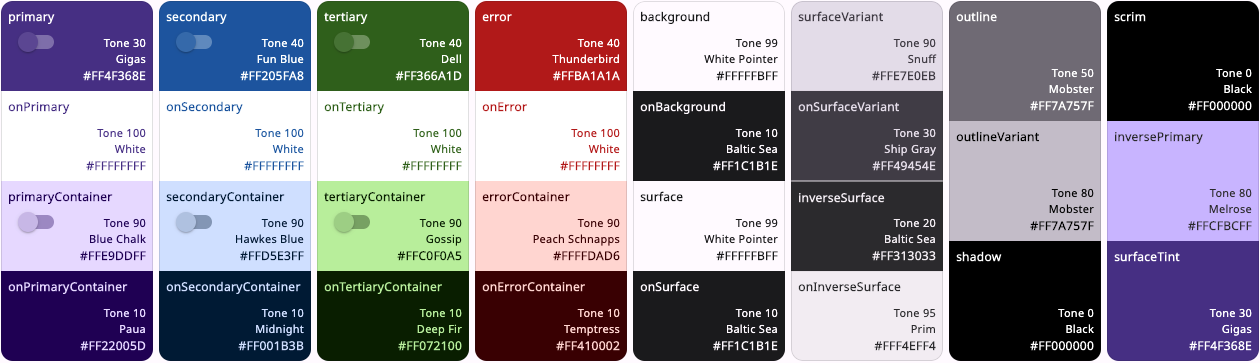 primary
Tone 30
Gigas
#FF4F368E
onPrimary
Tone 100
White
#FFFFFFFF
primaryContainer
Tone 90
Blue Chalk
#FFE9DDFF
onPrimaryContainer
Tone 10
Paua
#FF22005D
secondary
Tone 40
Fun Blue
#FF205FA8
onSecondary
Tone 100
White
#FFFFFFFF
secondaryContainer
Tone 90
Hawkes Blue
#FFD5E3FF
onSecondaryContainer
Tone 10
Midnight
#FF001B3B
tertiary
Tone 40
Dell
#FF366A1D
onTertiary
Tone 100
White
#FFFFFFFF
tertiaryContainer
Tone 90
Gossip
#FFC0F0A5
onTertiaryContainer
Tone 10
Deep Fir
#FF072100
error
Tone 40
Thunderbird
#FFBA1A1A
onError
Tone 100
White
#FFFFFFFF
errorContainer
Tone 90
Peach Schnapps
#FFFFDAD6
onErrorContainer
Tone 10
Temptress
#FF410002
background
Tone 99
White Pointer
#FFFFFBFF
onBackground
Tone 10
Baltic Sea
#FF1C1B1E
surface
Tone 99
White Pointer
#FFFFFBFF
onSurface
Tone 10
Baltic Sea
#FF1C1B1E
surfaceVariant
Tone 90
Snuff
#FFE7E0EB
onSurfaceVariant
Tone 30
Ship Gray
#FF49454E
inverseSurface
Tone 20
Baltic Sea
#FF313033
onInverseSurface
Tone 95
Prim
#FFF4EFF4
outline
Tone 50
Mobster
#FF7A757F
outlineVariant
Tone 80
Mobster
#FF7A757F
shadow
Tone 0
Black
#FF000000
scrim
Tone 0
Black
#FF000000
inversePrimary
Tone 80
Melrose
#FFCFBCFF
surfaceTint
Tone 30
Gigas
#FF4F368E